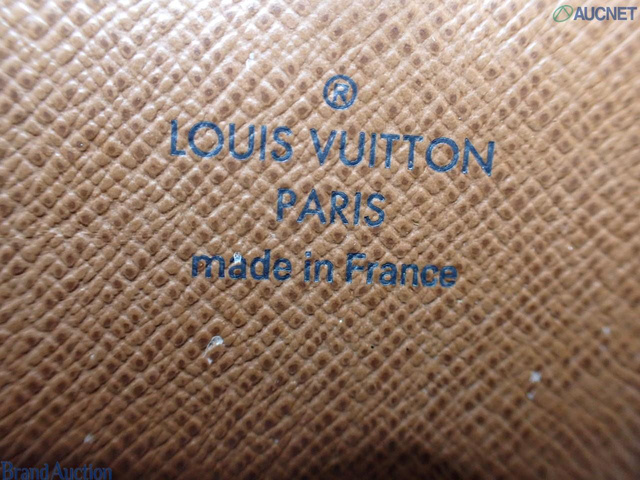 AUCNET
®
LOUIS VUITTON
PARIS
made in France
Brand Auction